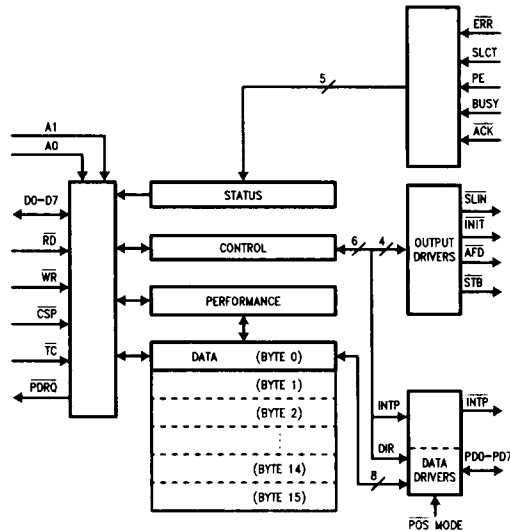 ERR
SLCT
5
PE
BUSY
A1
ACK
A0
D0-D7
STATUS
SLIN
6
4
OUTPUT
DRIVERS
INIT
RD
CONTROL
AFD
WR
STB
PERFORMANCE
CSP
TC
DATA (BYTE 0)
PDRQ
(BYTE 1)
INTP
INTP
(BYTE 2)
DIR
PD0-PD7
(BYTE 14)
8
DATA
DRIVERS
(BYTE 15)
POS MODE